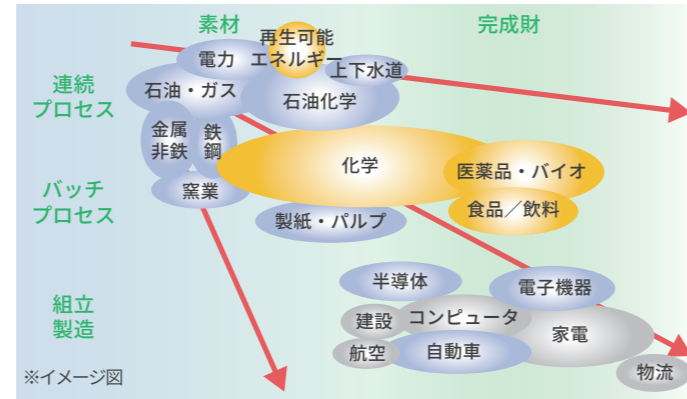 素材
完成財
連続
プロセス
バッチ
プロセス
組立
製造
再生可能
エネルギー
電力
上下水道
石油・ガス
石油化学
金属
非鉄
鉄
鋼
化学
医薬品・バイオ
窯業
食品／飲料
製紙・パルプ
半導体
電子機器
建設
コンピュータ
家電
航空
自動車
物流
※イメージ図